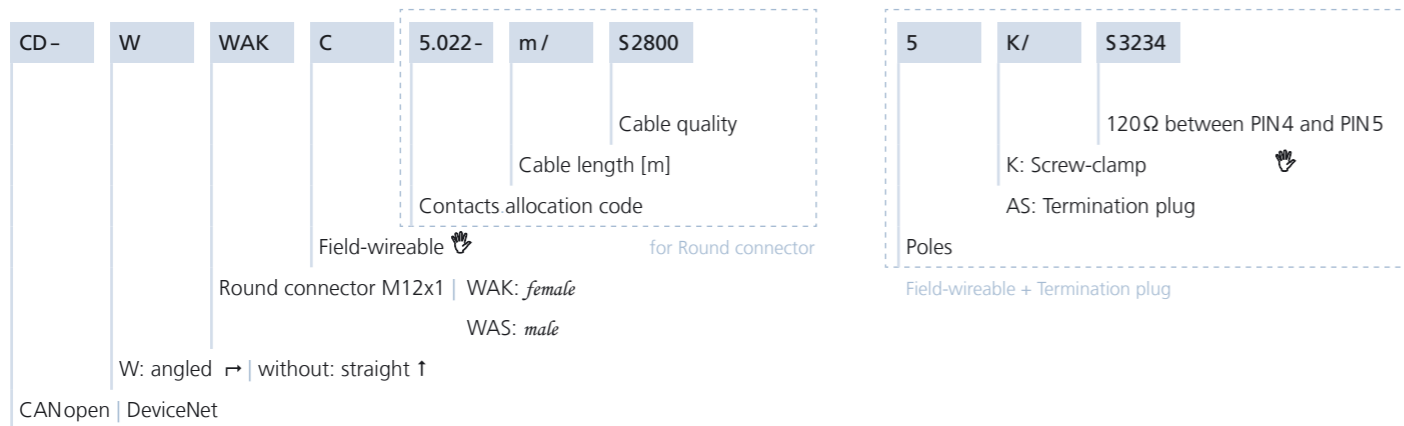 CD– W WAK C 5.022- m/ S2800 5 K/ S3234
Cable quality 120Ω between PIN4 and PIN5
Cable length [m] K: Screw-clamp
Contacts allocation code AS: Termination plug
Field-wireable for Round connector Poles
Round connector M12x1 | WAK: female Field-wireable + Termination plug
WAS: male
W: angled ↱ | without: straight ↑
CANopen | DeviceNet